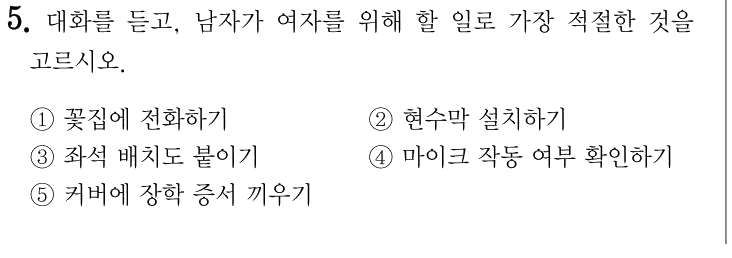 5. 대화를 듣고, 남자가 여자를 위해 할 일로 가장 적절한 것을
고르시오.
① 꽃집에 전화하기 ② 현수막 설치하기
③ 좌석 배치도 붙이기 ④ 마이크 작동 여부 확인하기
⑤ 커버에 장학 증서 끼우기